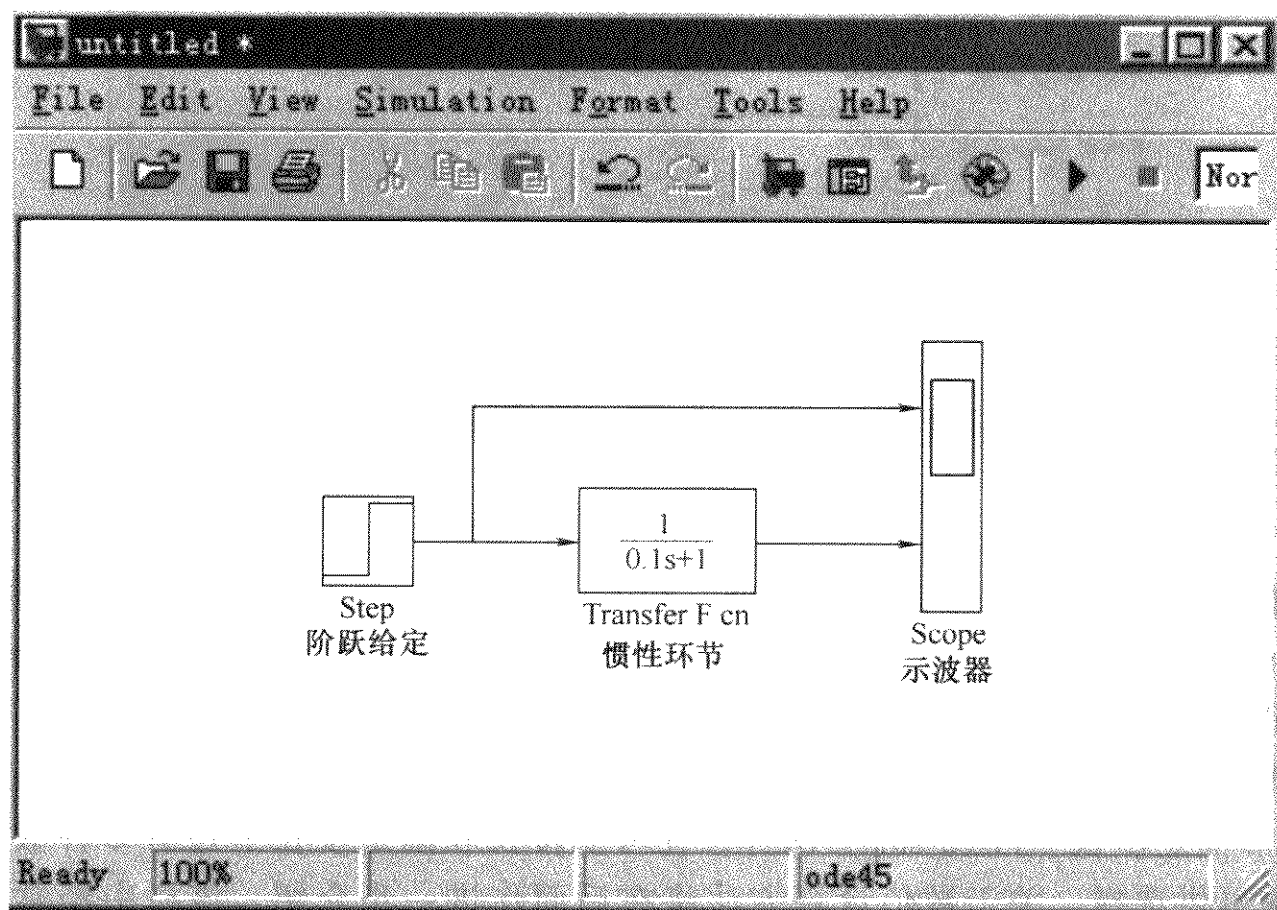 untitled *
File Edit View Simulation Format Tools Help
Nor
1
0.1s+1
Step
阶跃给定
Transfer F cn
惯性环节
Scope
示波器
Ready 100% ode45